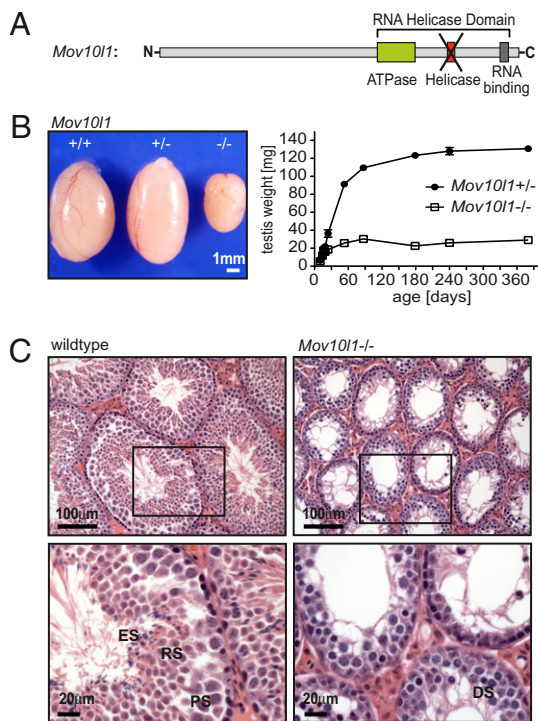 A
RNA Helicase Domain
Mov10l1:
N-
-C
ATPase
Helicase
RNA
binding
B
Mov10l1
+/+ +/- -/-
1mm
testis weight [mg]
140
120
100
80
60
40
20
0
Mov10l1+/-
Mov10l1-/-
0 60 120 180 240 300 360
age [days]
C
wildtype
Mov10l1-/-
100µm
100µm
ES
RS
PS
20µm
DS
20µm